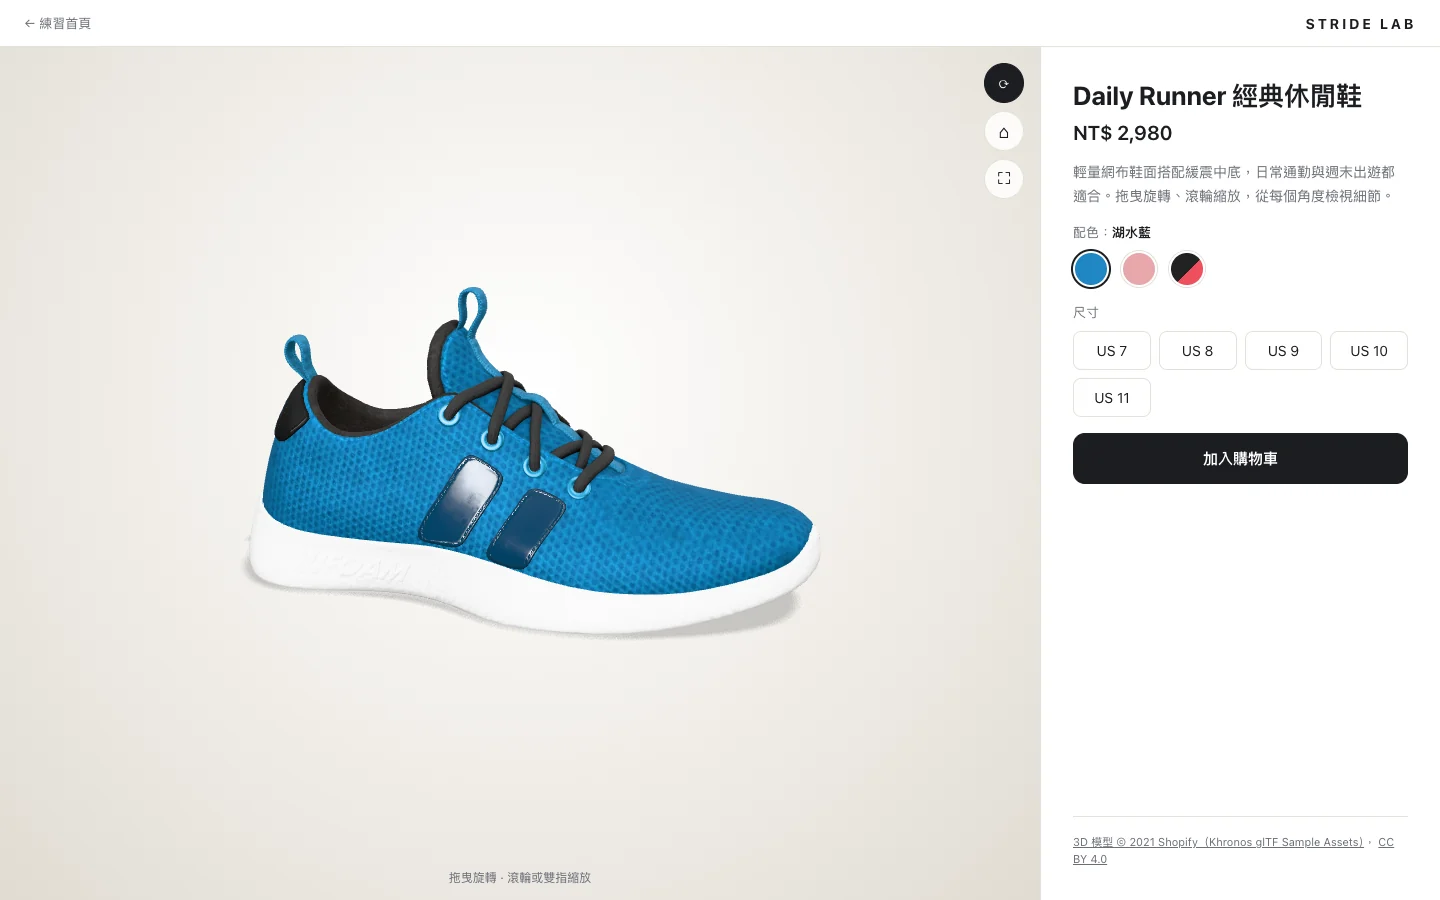 ← 練習首頁
STRIDE LAB
Daily Runner 經典休閒鞋
NT$ 2,980
輕量網布鞋面搭配緩震中底，日常通勤與週末出遊都
適合。拖曳旋轉、滾輪縮放，從每個角度檢視細節。
配色：湖水藍
尺寸
US 7
US 8
US 9
US 10
US 11
加入購物車
3D 模型 © 2021 Shopify（Khronos glTF Sample Assets）· CC
BY 4.0
拖曳旋轉 · 滾輪或雙指縮放